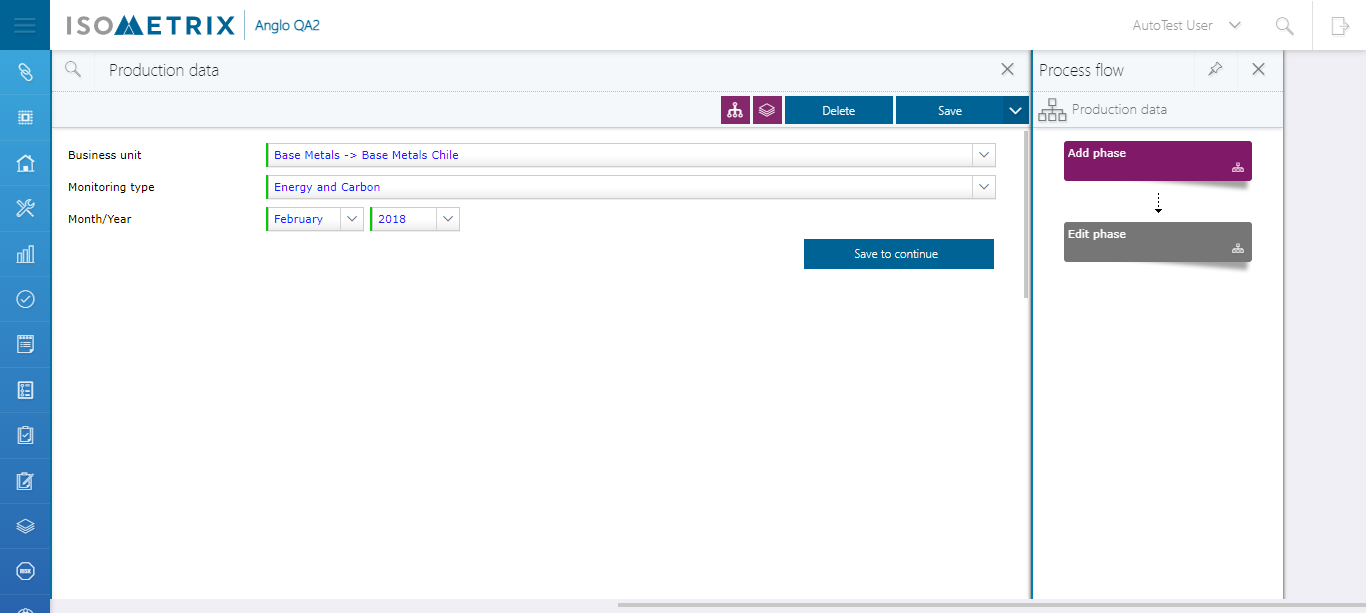 ISOMETRIX Anglo QA2 AutoTest User
Production data
Process flow
Delete Save
Production data
Business unit Base Metals -> Base Metals Chile
Add phase
Monitoring type Energy and Carbon
Month/Year February 2018
Edit phase
Save to continue